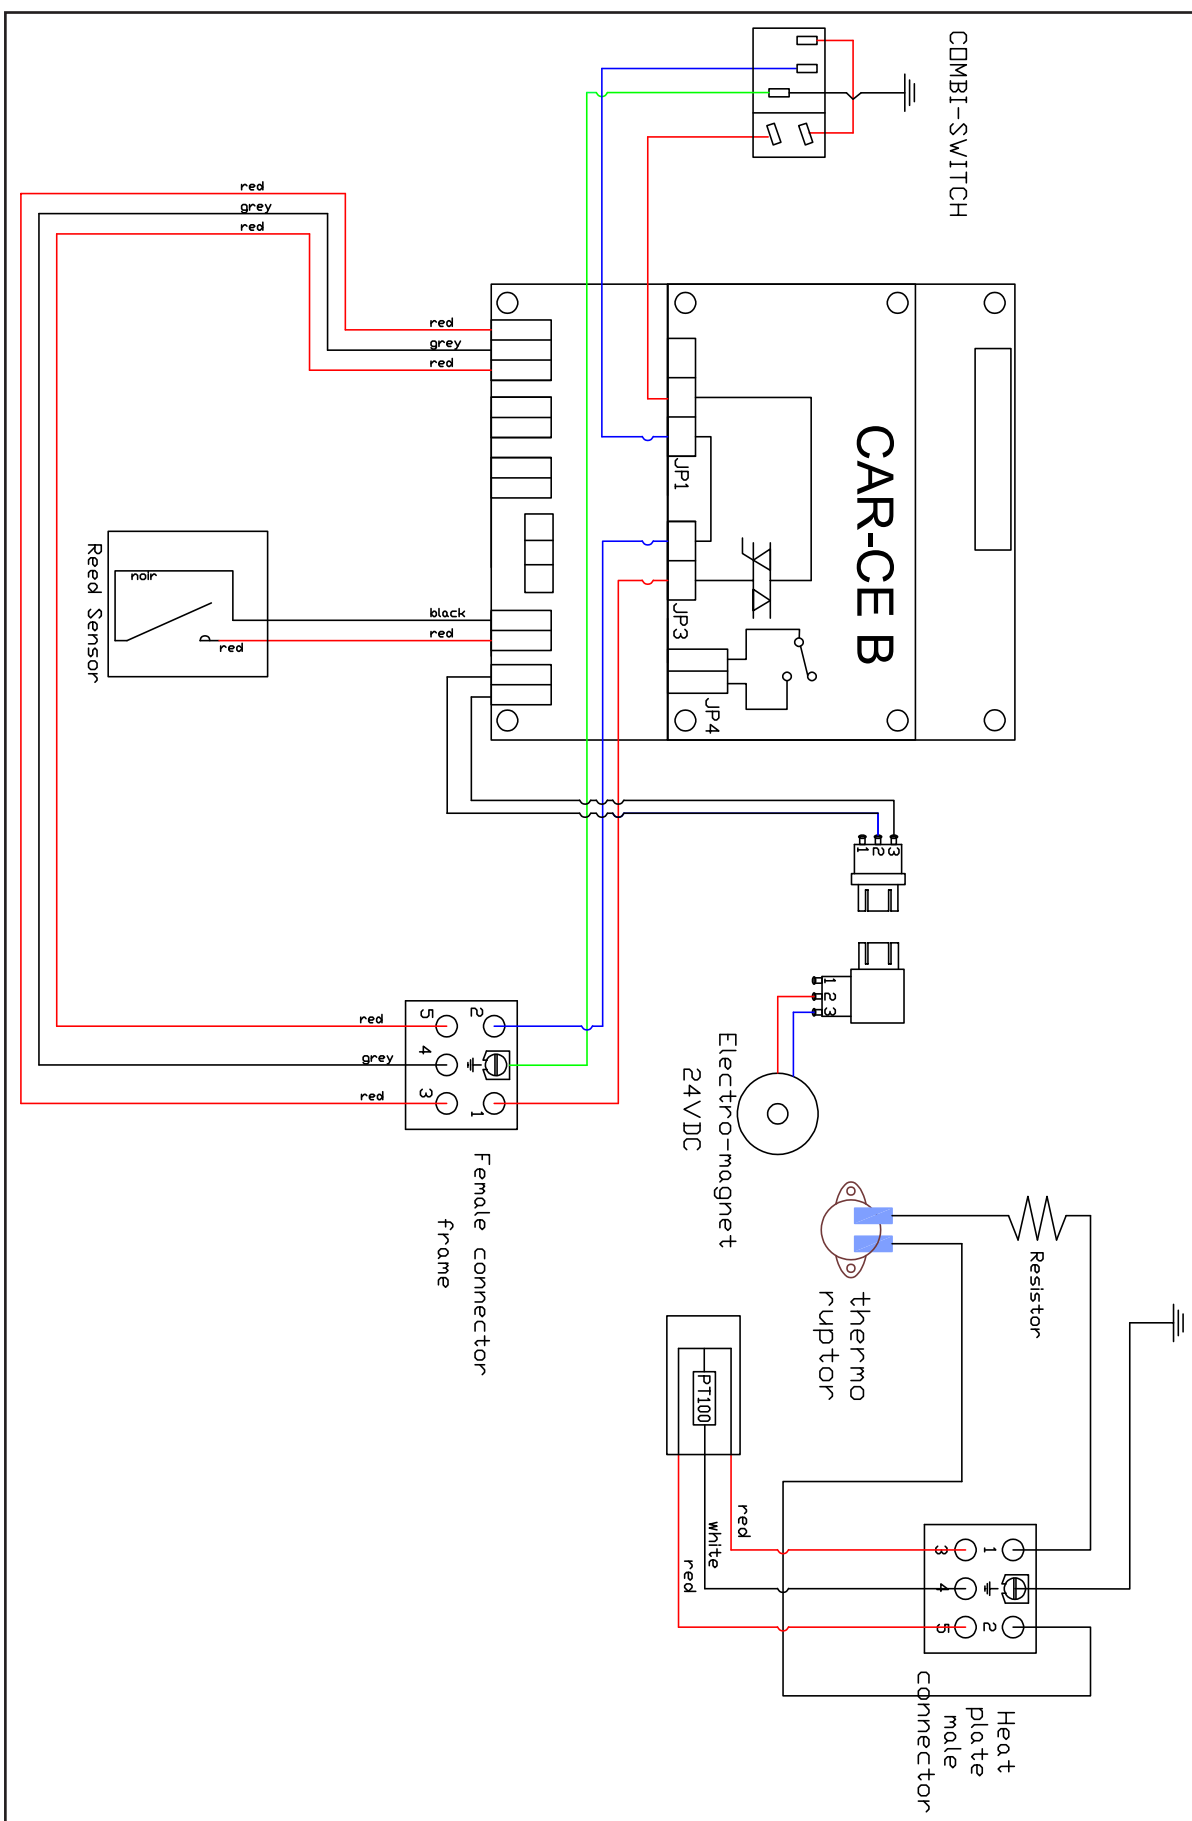 COMBI-SWITCH
red
grey
red
red
grey
red
CAR-CE B
JP1
JP3
JP4
noir
red
Reed Sensor
black
red
1
2
3
1
2
3
Electro-magnet
24VDC
5
2
4
3
1
red
grey
red
Female connector
frame
thermo
ruptor
Resistor
PT100
red
white
red
3
1
4
5
2
Heat
plate
male
connector